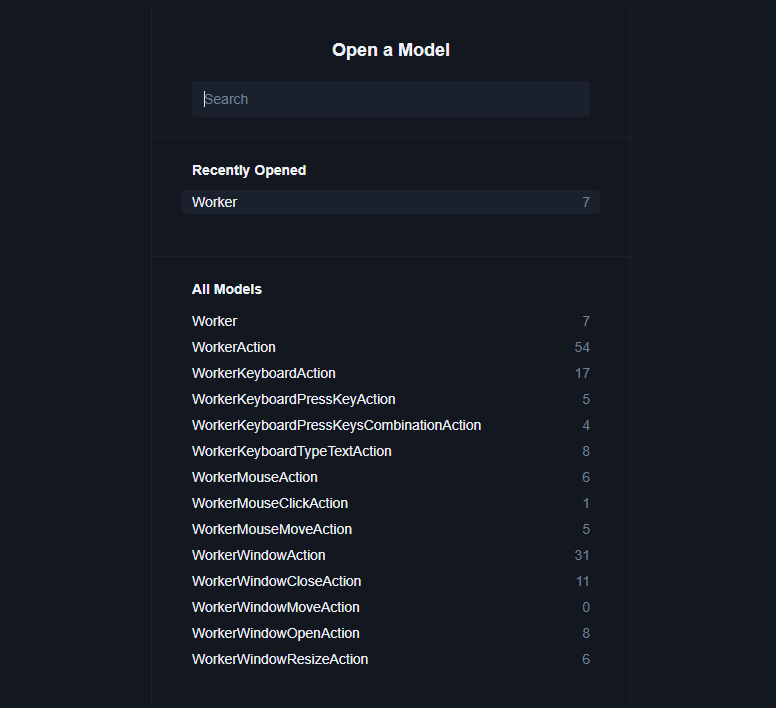 Open a Model
Search
Recently Opened
Worker 7
All Models
Worker 7
WorkerAction 54
WorkerKeyboardAction 17
WorkerKeyboardPressKeyAction 5
WorkerKeyboardPressKeysCombinationAction 4
WorkerKeyboardTypeTextAction 8
WorkerMouseAction 6
WorkerMouseClickAction 1
WorkerMouseMoveAction 5
WorkerWindowAction 31
WorkerWindowCloseAction 11
WorkerWindowMoveAction 0
WorkerWindowOpenAction 8
WorkerWindowResizeAction 6